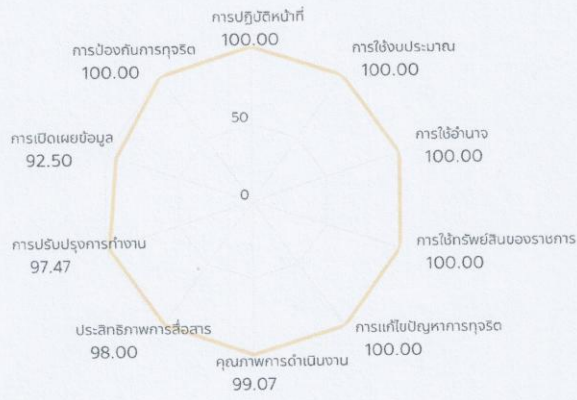 การปฏิบัติหน้าที่
100.00
การใช้งบประมาณ
100.00
การใช้อำนาจ
100.00
การใช้ทรัพย์สินของราชการ
100.00
การแก้ไขปัญหาการทุจริต
100.00
คุณภาพการดำเนินงาน
99.07
ประสิทธิภาพการสื่อสาร
98.00
การปรับปรุงการทำงาน
97.47
การเปิดเผยข้อมูล
92.50
การป้องกันการทุจริต
100.00
50
0